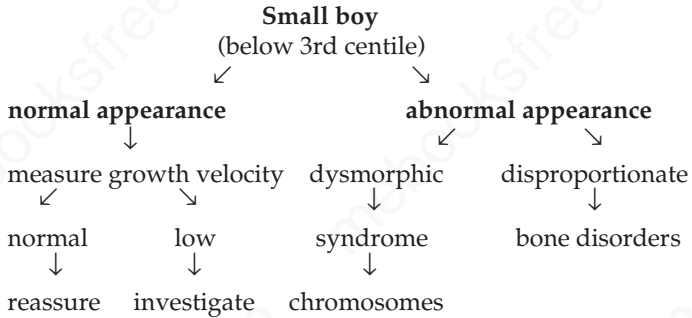 Small boy
(below 3rd centile)
normal appearance abnormal appearance
measure growth velocity dysmorphic disproportionate
normal low syndrome bone disorders
reassure investigate chromosomes